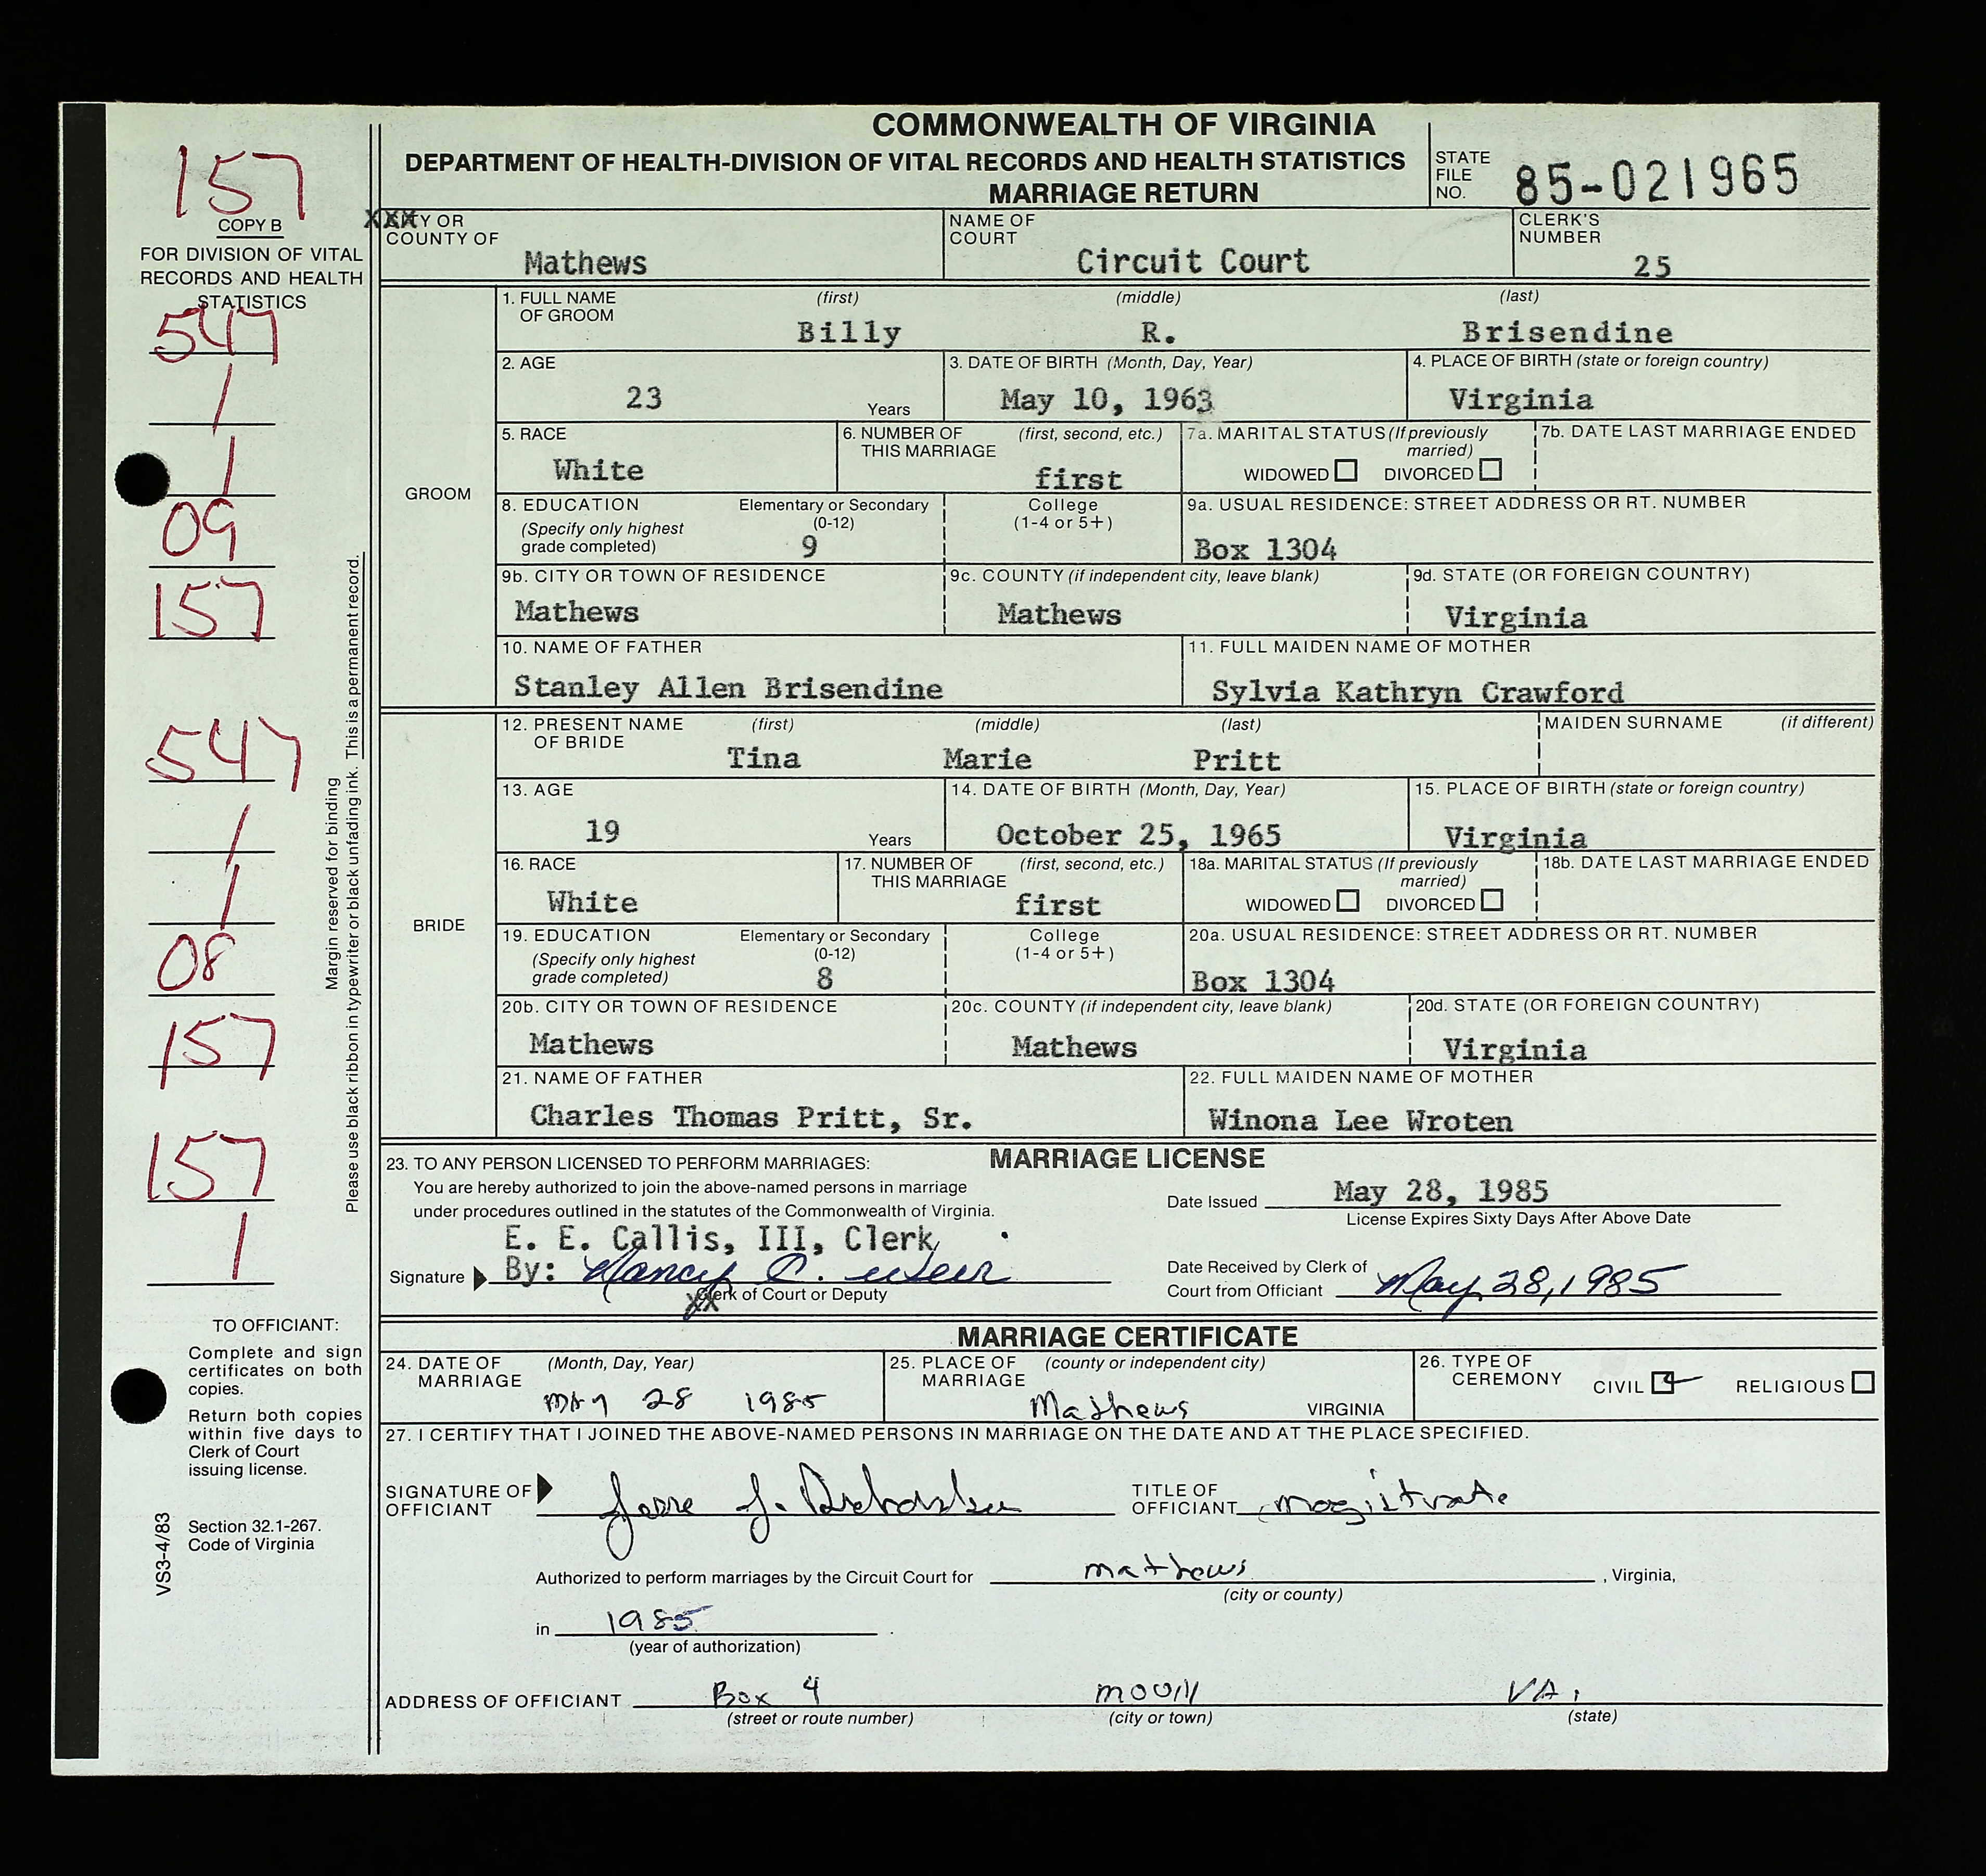 COMMONWEALTH OF VIRGINIA
DEPARTMENT OF HEALTH-DIVISION OF VITAL RECORDS AND HEALTH STATISTICS
MARRIAGE RETURN
STATE FILE NO. 85-021965
157
COPY B
FOR DIVISION OF VITAL
RECORDS AND HEALTH
STATISTICS
547
1
1
09
157
547
1
1
08
157
157
1
Margin reserved for binding
Please use black ribbon in typewriter or black unfading ink. This is a permanent record.
TO OFFICIANT:
Complete and sign
certificates on both
copies.
Return both copies
within five days to
Clerk of Court
issuing license.
Section 32.1-267.
Code of Virginia
VS3-4/83
XXXY OR COUNTY OF Mathews
NAME OF COURT Circuit Court
CLERK'S NUMBER 25
GROOM
1. FULL NAME OF GROOM (first) (middle) (last)
Billy R. Brisendine
2. AGE 23 Years
3. DATE OF BIRTH (Month, Day, Year) May 10, 1963
4. PLACE OF BIRTH (state or foreign country) Virginia
5. RACE White
6. NUMBER OF THIS MARRIAGE (first, second, etc.) first
7a. MARITAL STATUS (If previously married) WIDOWED DIVORCED
7b. DATE LAST MARRIAGE ENDED
8. EDUCATION (Specify only highest grade completed) Elementary or Secondary (0-12) 9
College (1-4 or 5+)
9a. USUAL RESIDENCE: STREET ADDRESS OR RT. NUMBER Box 1304
9b. CITY OR TOWN OF RESIDENCE Mathews
9c. COUNTY (if independent city, leave blank) Mathews
9d. STATE (OR FOREIGN COUNTRY) Virginia
10. NAME OF FATHER Stanley Allen Brisendine
11. FULL MAIDEN NAME OF MOTHER Sylvia Kathryn Crawford
BRIDE
12. PRESENT NAME OF BRIDE (first) (middle) (last)
Tina Marie Pritt
MAIDEN SURNAME (if different)
13. AGE 19 Years
14. DATE OF BIRTH (Month, Day, Year) October 25, 1965
15. PLACE OF BIRTH (state or foreign country) Virginia
16. RACE White
17. NUMBER OF THIS MARRIAGE (first, second, etc.) first
18a. MARITAL STATUS (If previously married) WIDOWED DIVORCED
18b. DATE LAST MARRIAGE ENDED
19. EDUCATION (Specify only highest grade completed) Elementary or Secondary (0-12) 8
College (1-4 or 5+)
20a. USUAL RESIDENCE: STREET ADDRESS OR RT. NUMBER Box 1304
20b. CITY OR TOWN OF RESIDENCE Mathews
20c. COUNTY (if independent city, leave blank) Mathews
20d. STATE (OR FOREIGN COUNTRY) Virginia
21. NAME OF FATHER Charles Thomas Pritt, Sr.
22. FULL MAIDEN NAME OF MOTHER Winona Lee Wroten
MARRIAGE LICENSE
23. TO ANY PERSON LICENSED TO PERFORM MARRIAGES:
You are hereby authorized to join the above-named persons in marriage
under procedures outlined in the statutes of the Commonwealth of Virginia.
Date Issued May 28, 1985
License Expires Sixty Days After Above Date
E. E. Callis, III, Clerk
Signature By: Nancy C.
Clerk of Court or Deputy
Date Received by Clerk of
Court from Officiant May 28, 1985
MARRIAGE CERTIFICATE
24. DATE OF MARRIAGE (Month, Day, Year) MAY 28 1985
25. PLACE OF MARRIAGE (county or independent city) Mathews VIRGINIA
26. TYPE OF CEREMONY CIVIL RELIGIOUS
27. I CERTIFY THAT I JOINED THE ABOVE-NAMED PERSONS IN MARRIAGE ON THE DATE AND AT THE PLACE SPECIFIED.
SIGNATURE OF OFFICIANT Jesse J.
TITLE OF OFFICIANT magistrate
Authorized to perform marriages by the Circuit Court for mathews, Virginia,
(city or county)
in 1985.
(year of authorization)
ADDRESS OF OFFICIANT Box 4 VA.
(street or route number) (city or town) (state)